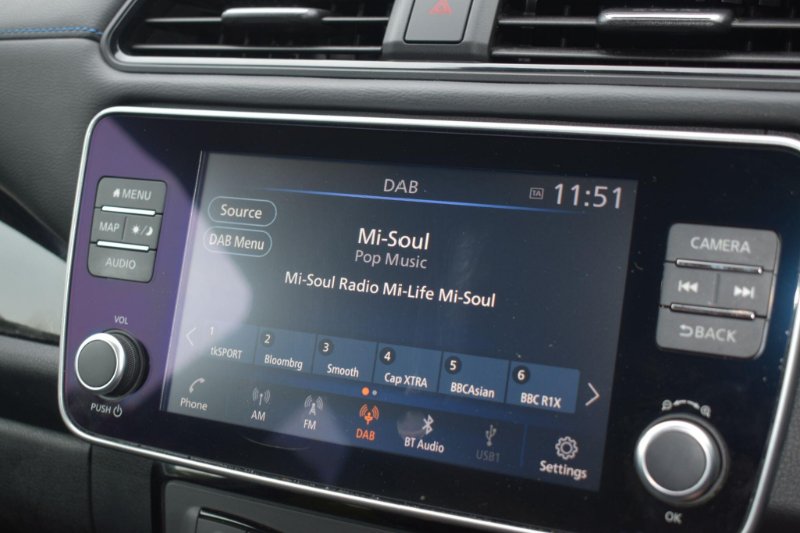 DAB
1A
11:51
MENU
MAP
AUDIO
VOL
PUSH
Source
DAB Menu
Mi-Soul
Pop Music
Mi-Soul Radio Mi-Life Mi-Soul
1
tkSPORT
2
Bloombrg
3
Smooth
4
Cap XTRA
5
BBCAsian
6
BBC R1X
Phone
AM
FM
DAB
BT Audio
USB1
Settings
CAMERA
BACK
OK